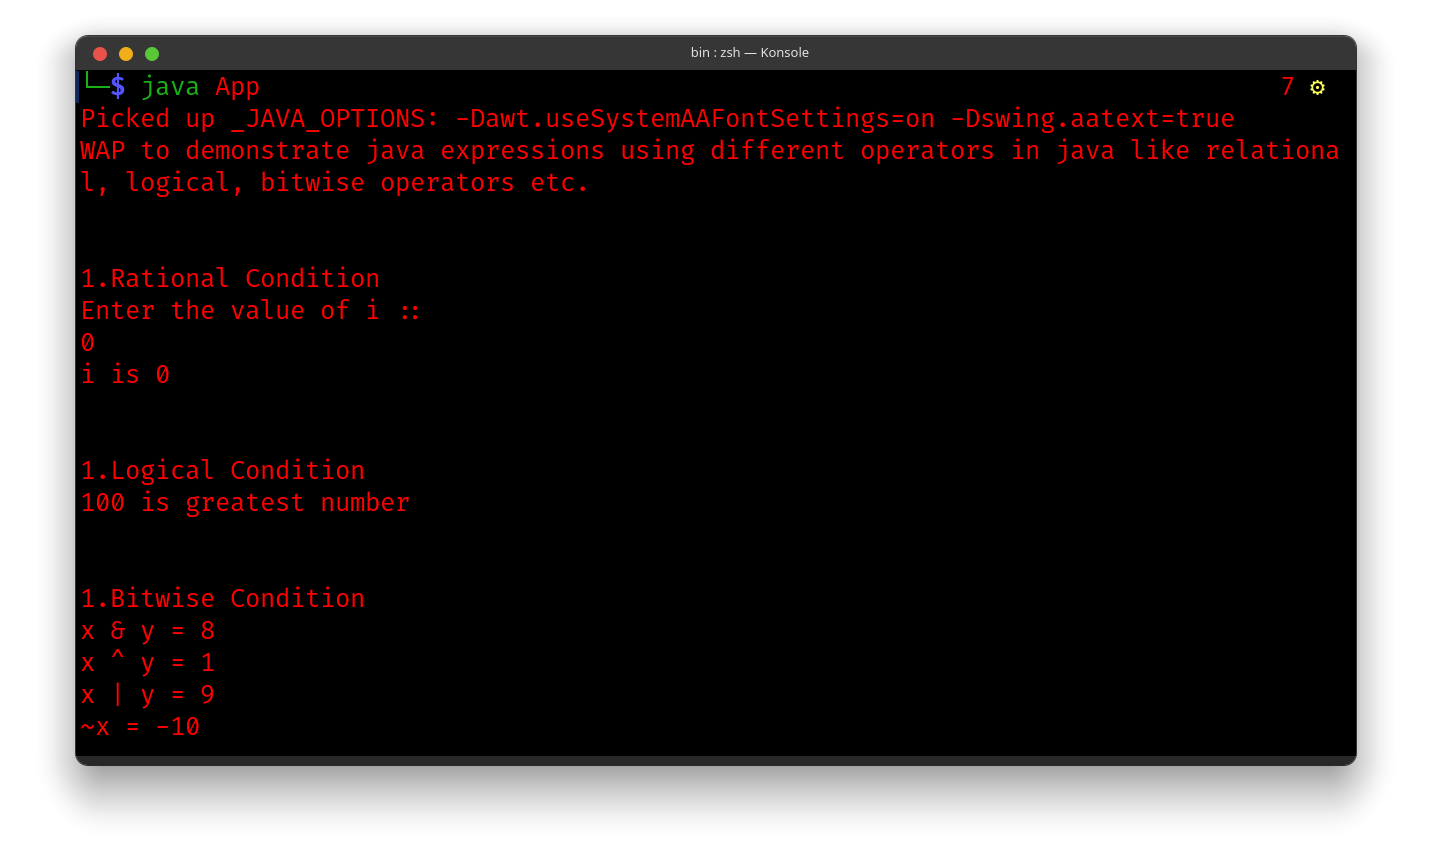 bin : zsh — Konsole
└─$ java App 7 ⚙
Picked up _JAVA_OPTIONS: -Dawt.useSystemAAFontSettings=on -Dswing.aatext=true
WAP to demonstrate java expressions using different operators in java like relationa
l, logical, bitwise operators etc.
1.Rational Condition
Enter the value of i ::
0
i is 0
1.Logical Condition
100 is greatest number
1.Bitwise Condition
x & y = 8
x ^ y = 1
x | y = 9
~x = -10